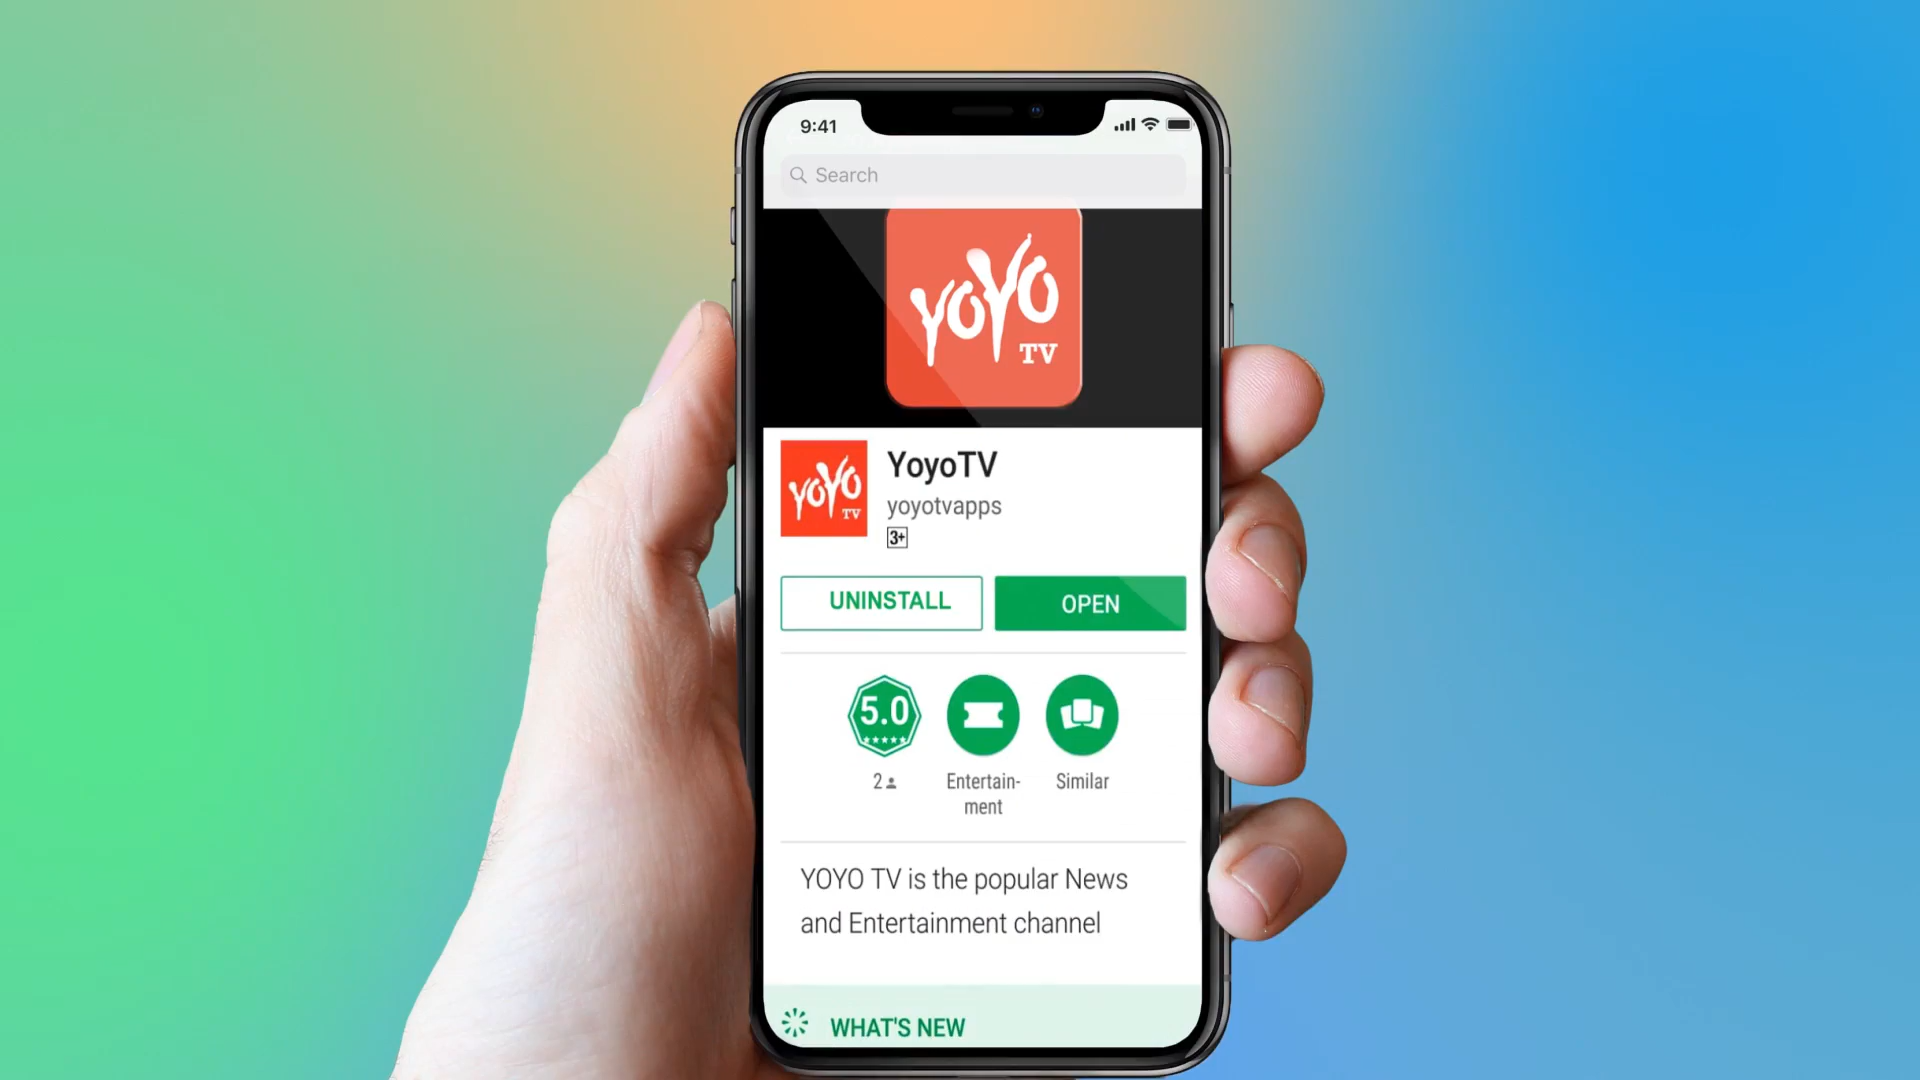 9:41
Search
YOYO
TV
YOYO
TV
YoyoTV
yoyotvapps
3+
UNINSTALL
OPEN
5.0
2
Entertain-
ment
Similar
YOYO TV is the popular News
and Entertainment channel
WHAT'S NEW